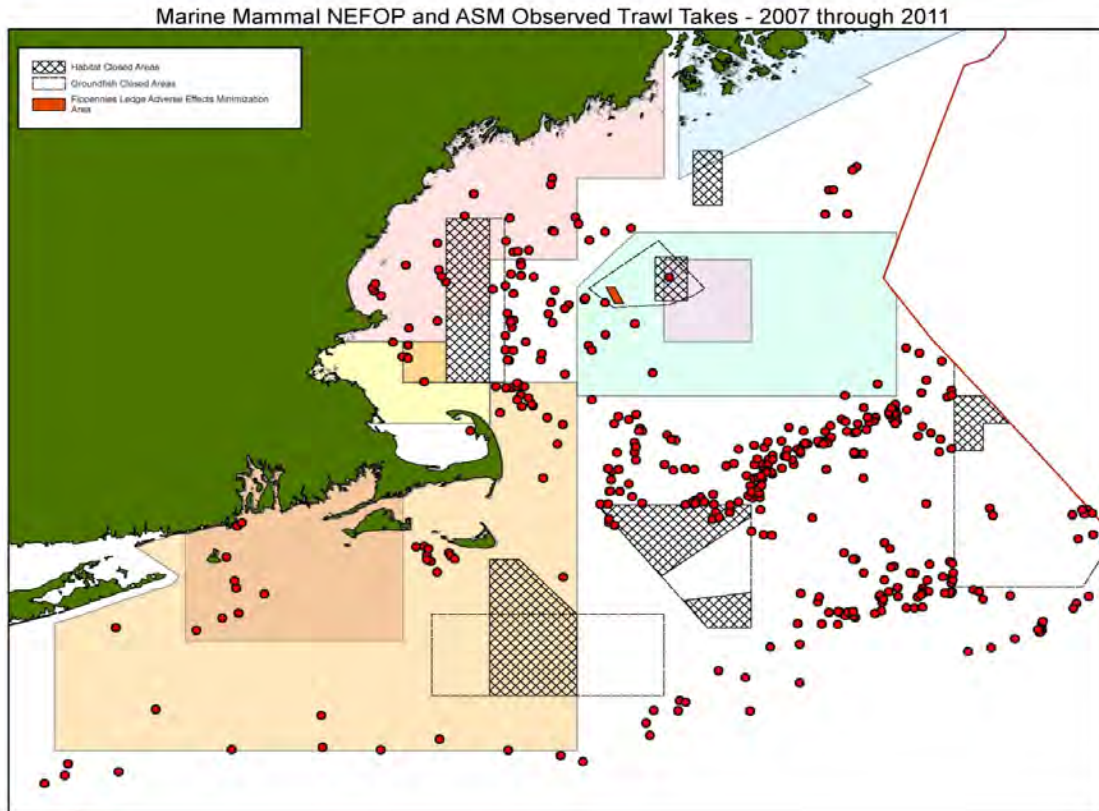 Marine Mammal NEFOP and ASM Observed Trawl Takes - 2007 through 2011
Habitat Closed Areas
Groundfish Closed Areas
Fippennies Ledge Adverse Effects Minimization
Area